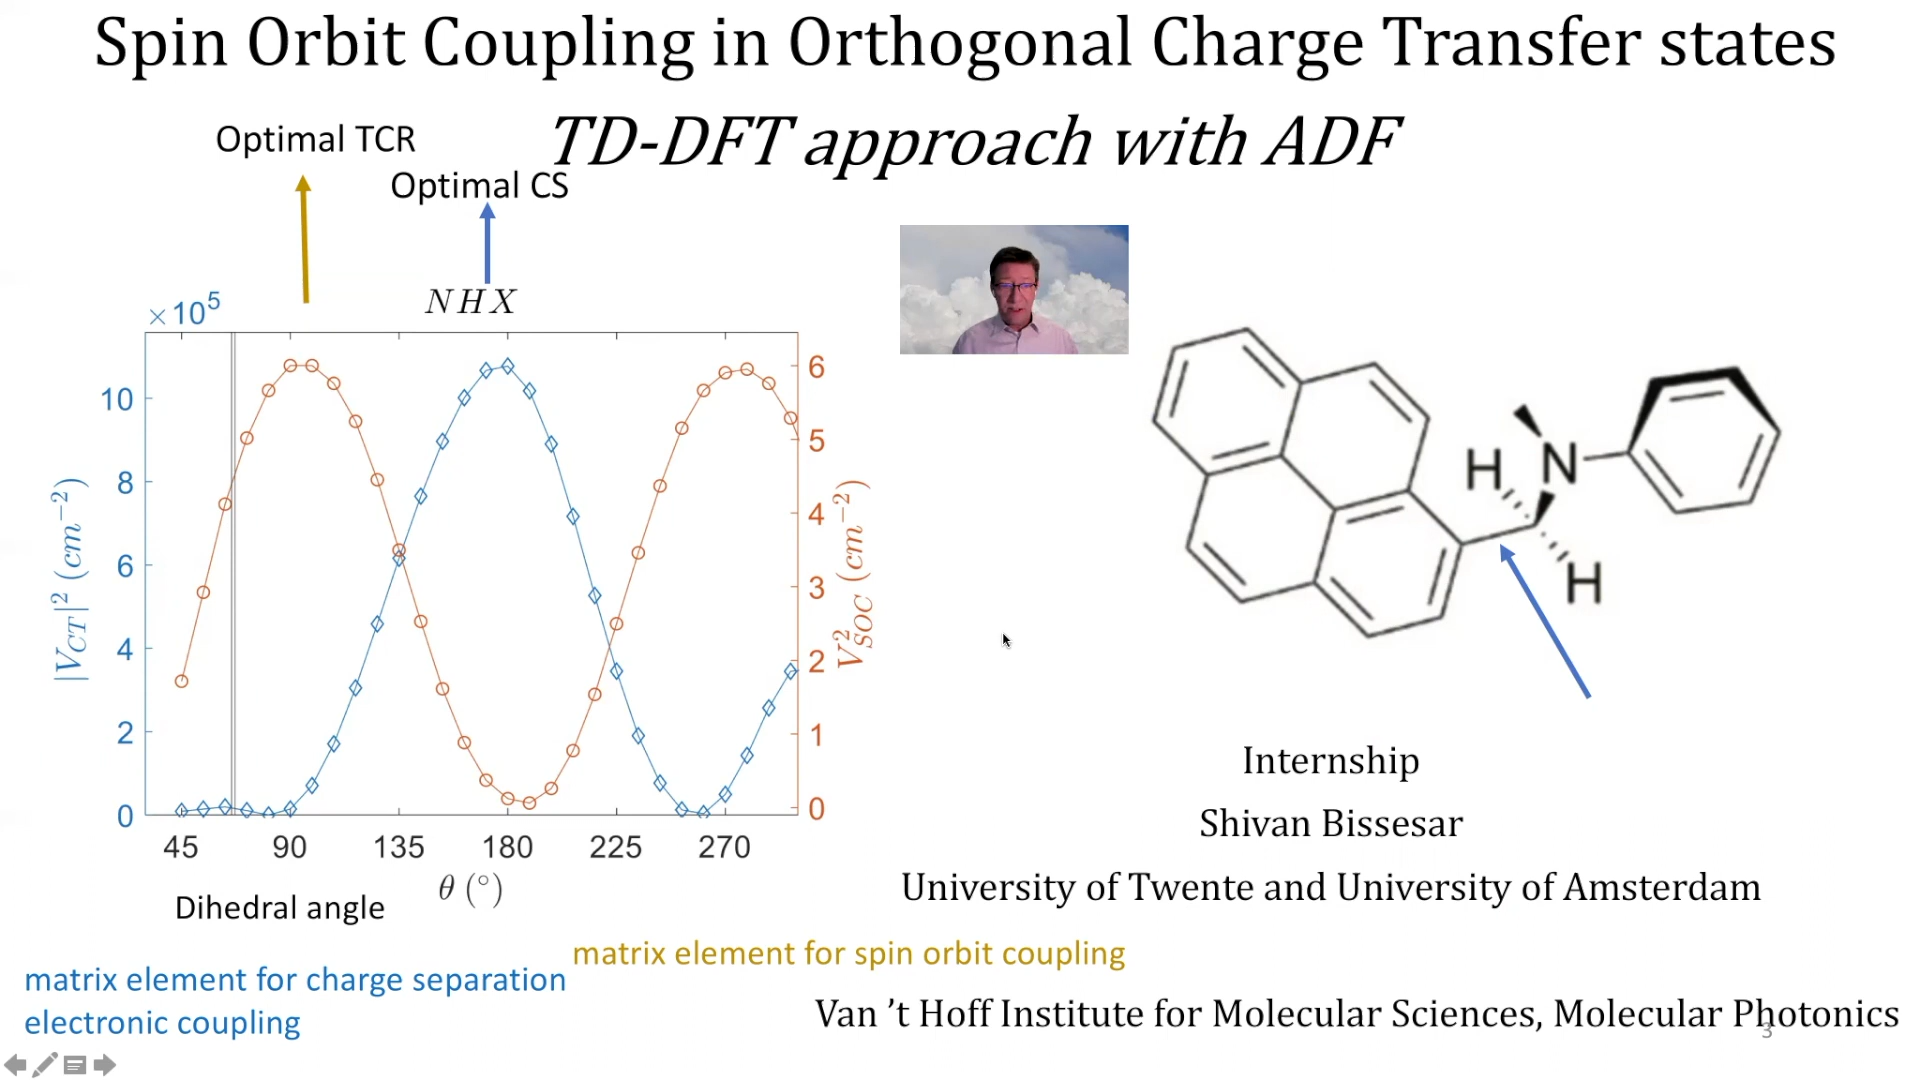 Spin Orbit Coupling in Orthogonal Charge Transfer states
TD-DFT approach with ADF
Optimal TCR
Optimal CS
NHX
×10⁵
10
8
6
4
2
0
|V_CT|² (cm⁻²)
6
5
4
3
2
1
0
V²_SOC (cm⁻²)
45 90 135 180 225 270
θ (°)
Dihedral angle
matrix element for charge separation
electronic coupling
matrix element for spin orbit coupling
H
N
H
Internship
Shivan Bissesar
University of Twente and University of Amsterdam
Van ’t Hoff Institute for Molecular Sciences, Molecular Photonics
3